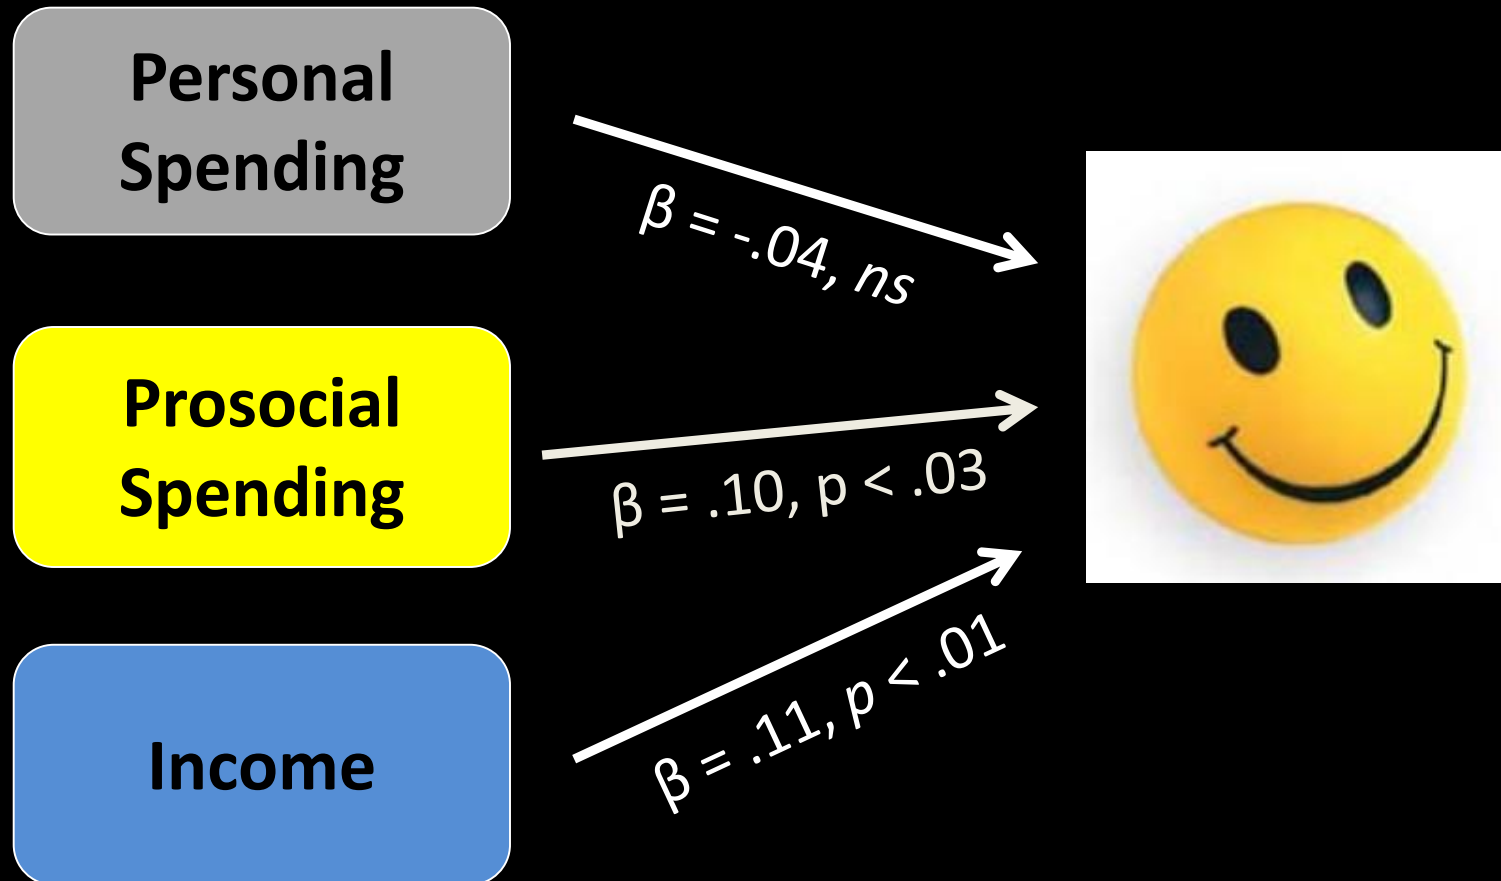 Personal
Spending
β = -.04, ns
Prosocial
Spending
β = .10, p < .03
Income
β = .11, p < .01